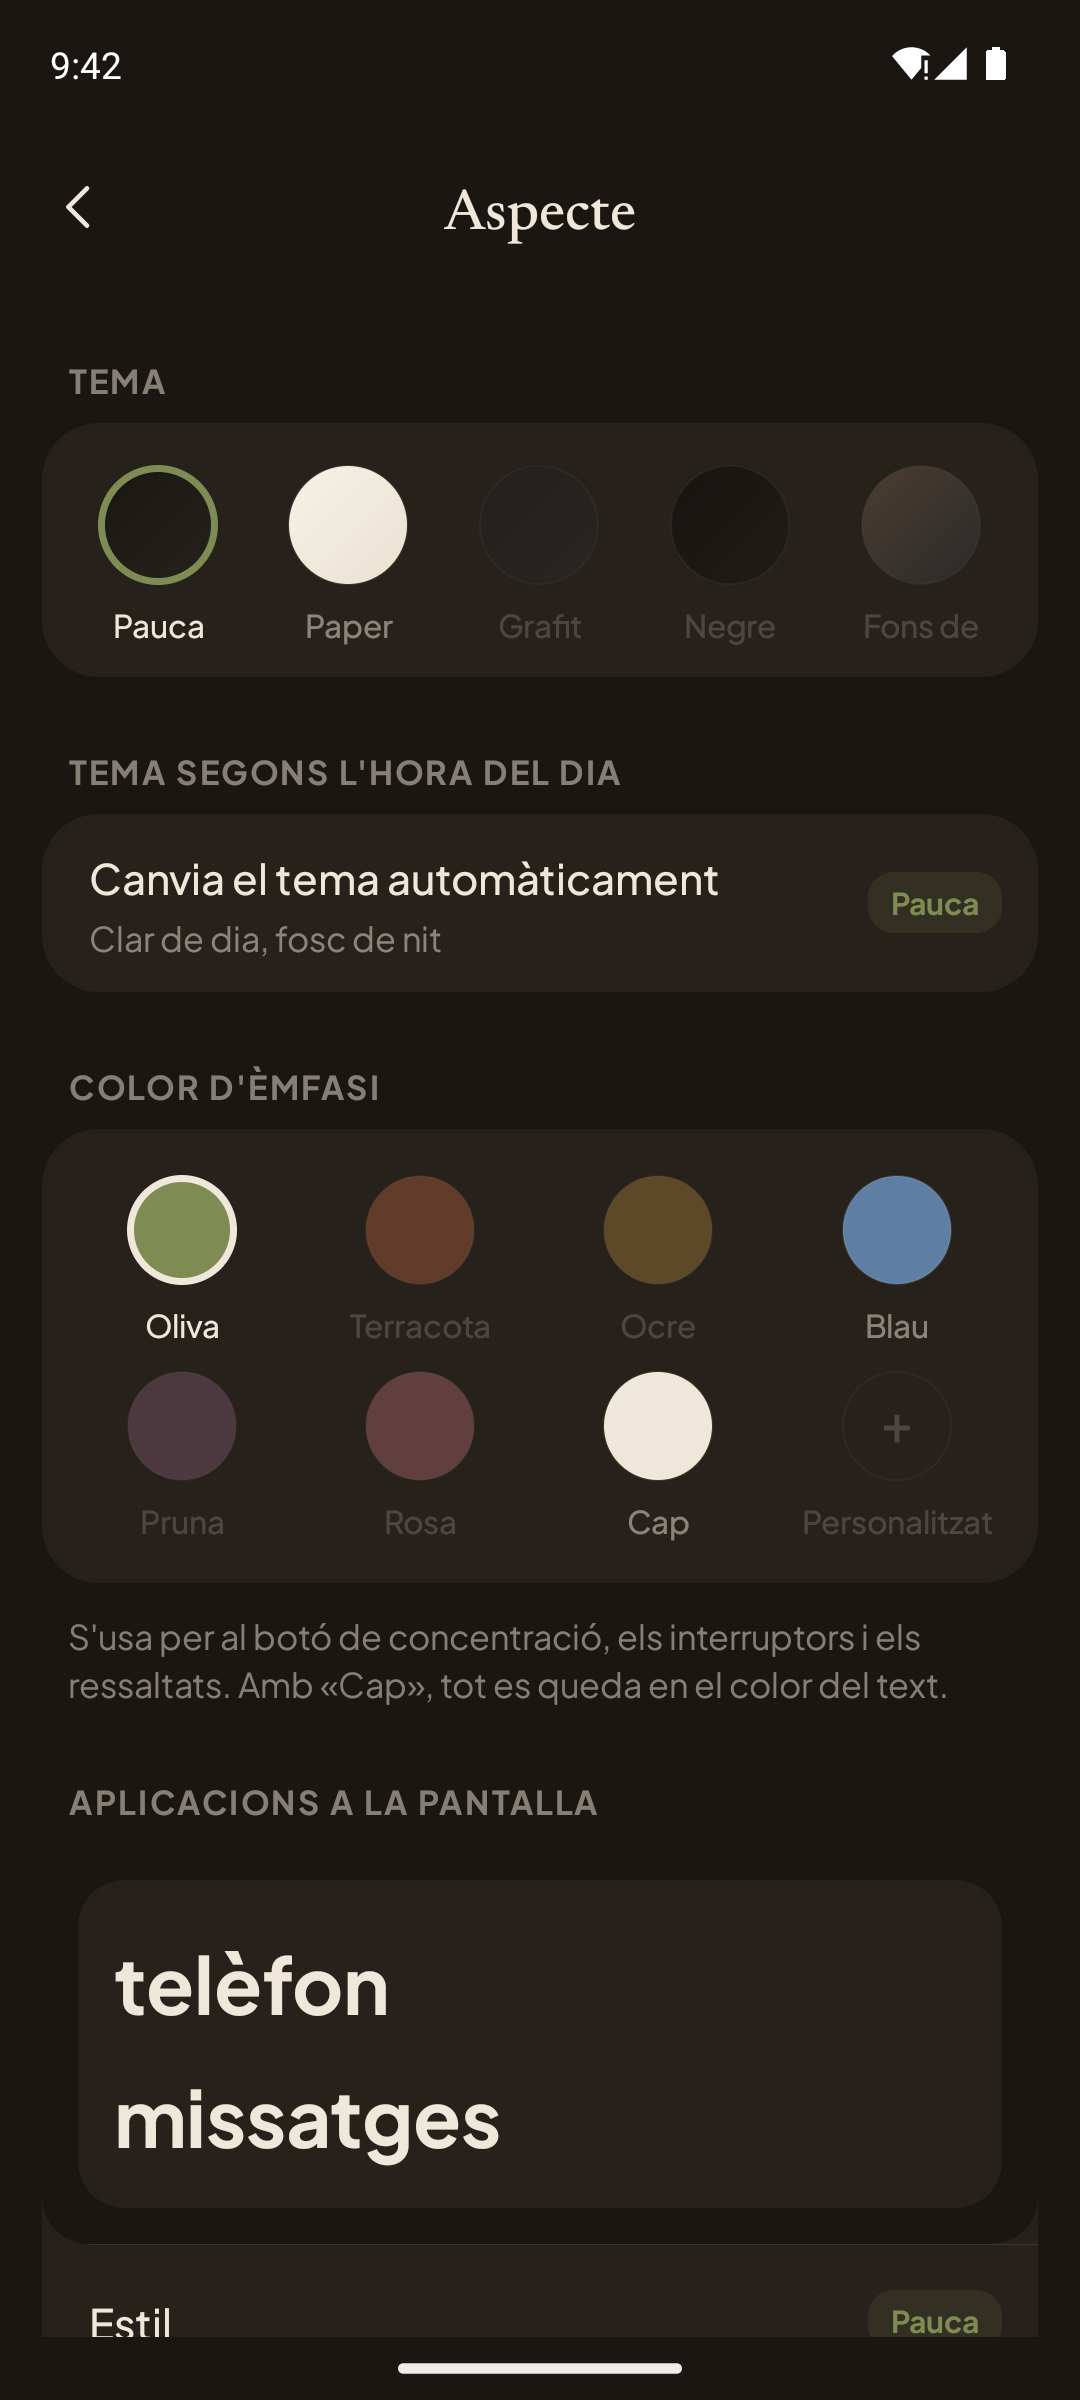 9:42
Aspecte
TEMA
Pauca Paper Grafit Negre Fons de
TEMA SEGONS L'HORA DEL DIA
Canvia el tema automàticament
Pauca
Clar de dia, fosc de nit
COLOR D'ÈMFASI
Oliva Terracota Ocre Blau
+
Pruna Rosa Cap Personalitzat
S'usa per al botó de concentració, els interruptors i els
ressaltats. Amb «Cap», tot es queda en el color del text.
APLICACIONS A LA PANTALLA
telèfon
missatges
Estil Pauca